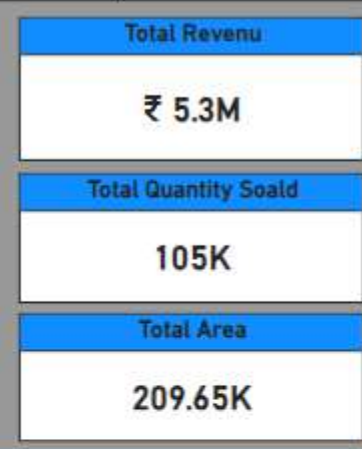 Total Revenu
₹ 5.3M
Total Quantity Soald
105K
Total Area
209.65K